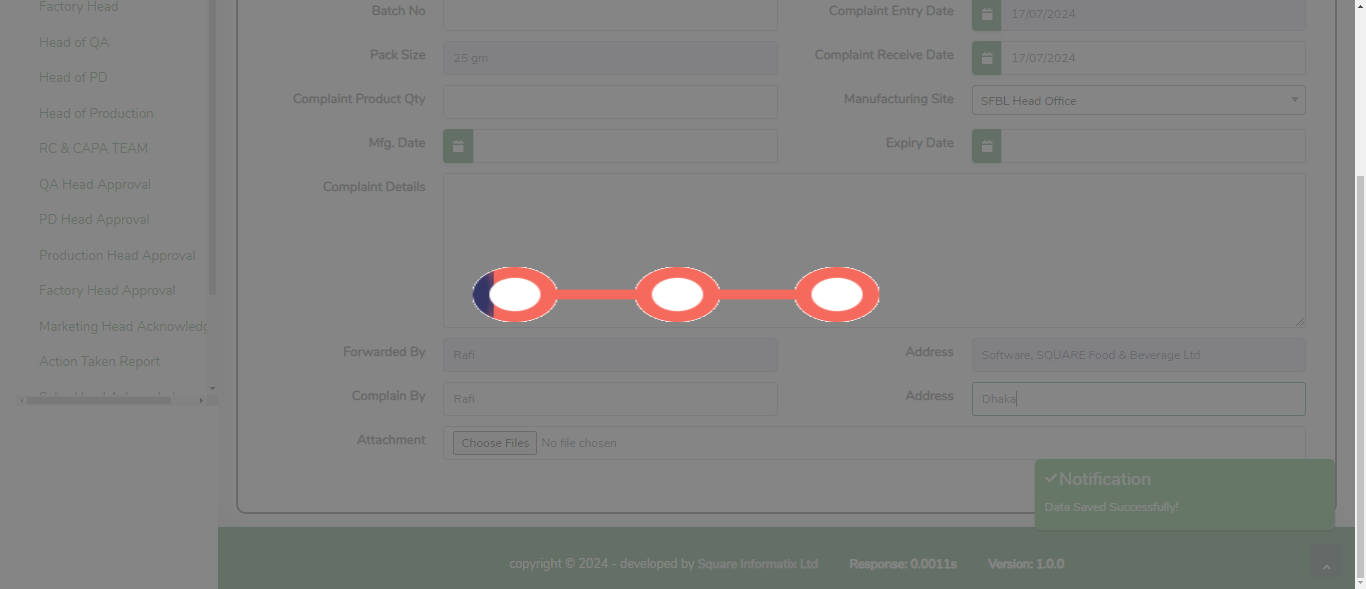 Factory Head
Head of QA
Head of PD
Head of Production
RC & CAPA TEAM
QA Head Approval
PD Head Approval
Production Head Approval
Factory Head Approval
Marketing Head Acknowledg
Action Taken Report
Batch No
Complaint Entry Date 17/07/2024
Pack Size 25 gm
Complaint Receive Date 17/07/2024
Complaint Product Qty
Manufacturing Site SFBL Head Office
Mfg. Date
Expiry Date
Complaint Details
Forwarded By Rafi
Address Software, SQUARE Food & Beverage Ltd
Complain By Rafi
Address Dhaka
Attachment Choose Files No file chosen
Notification
Data Saved Successfully!
copyright © 2024 - developed by Square Informatix Ltd Response: 0.0011s Version: 1.0.0